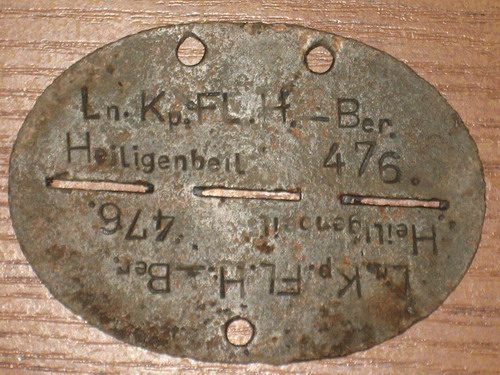 Ln. Kp. FL. H. - Ber.
Heiligenbeil 476.
Ln. Kp. FL. H. - Ber.
Heiligenbeil 476.